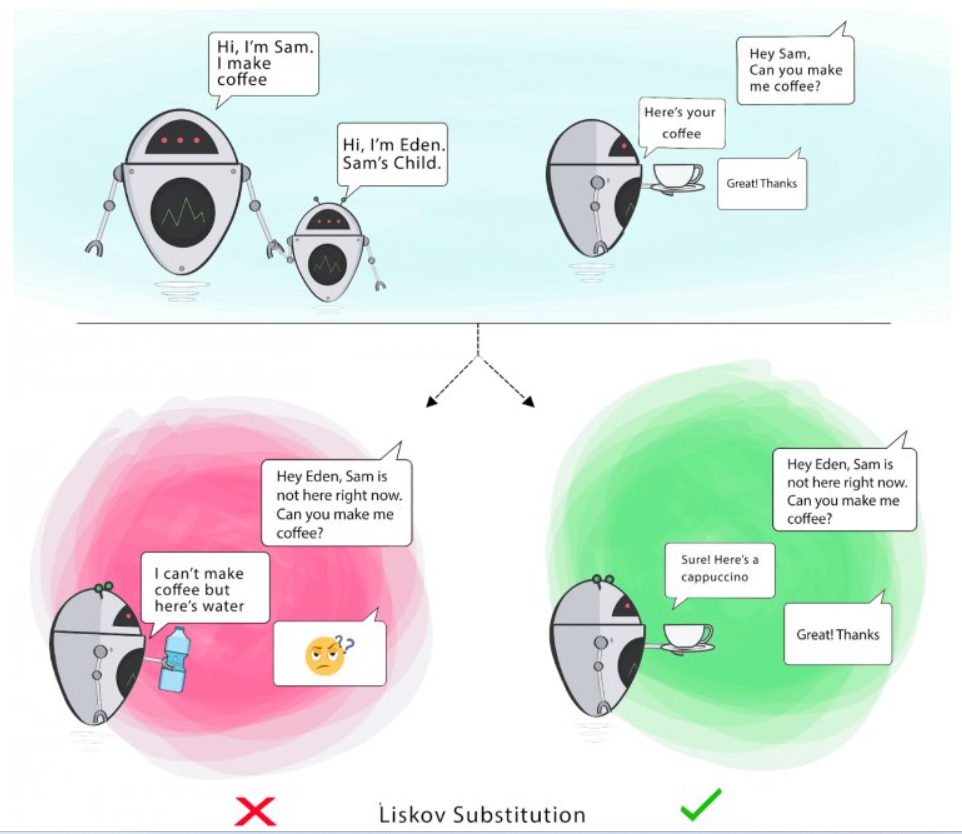 Hi, I'm Sam.
I make
coffee
Hi, I'm Eden.
Sam's Child.
Hey Sam,
Can you make
me coffee?
Here's your
coffee
Great! Thanks
Hey Eden, Sam is
not here right now.
Can you make me
coffee?
I can't make
coffee but
here's water
??
Hey Eden, Sam is
not here right now.
Can you make me
coffee?
Sure! Here's a
cappuccino
Great! Thanks
Liskov Substitution